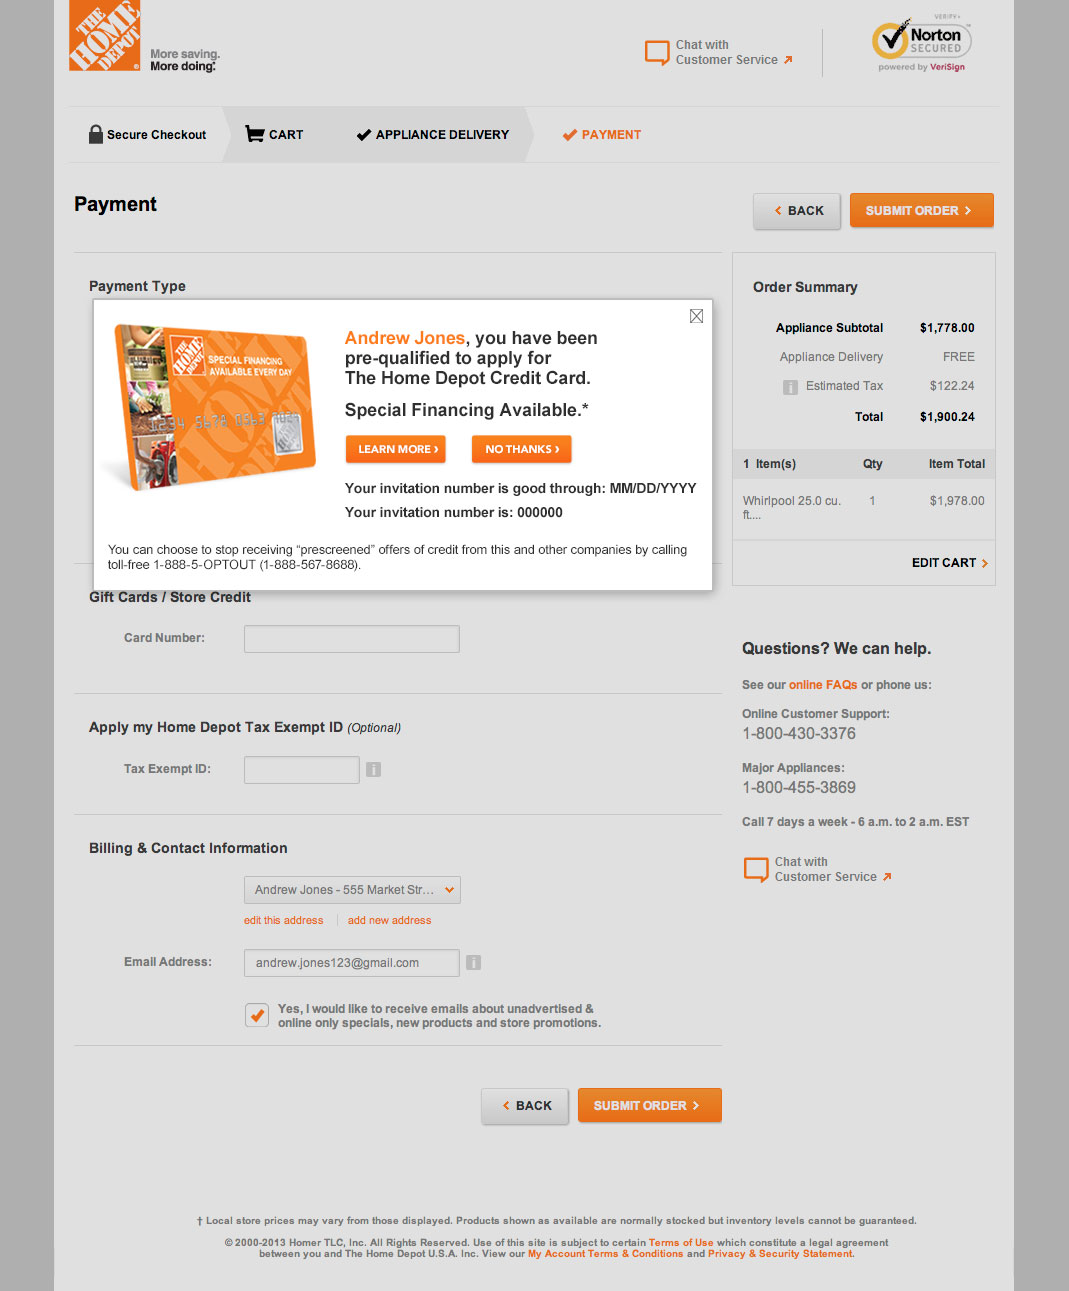 THE HOME DEPOT
More saving.
More doing.
Chat with
Customer Service
VERIFY
Norton
SECURED
powered by VeriSign
Secure Checkout
CART
APPLIANCE DELIVERY
PAYMENT
Payment
BACK
SUBMIT ORDER
Payment Type
Andrew Jones, you have been
pre-qualified to apply for
The Home Depot Credit Card.
Special Financing Available.*
LEARN MORE ›
NO THANKS ›
Your invitation number is good through: MM/DD/YYYY
Your invitation number is: 000000
THE HOME DEPOT
SPECIAL FINANCING
AVAILABLE EVERY DAY
You can choose to stop receiving “prescreened” offers of credit from this and other companies by calling
toll-free 1-888-5-OPTOUT (1-888-567-8688).
Order Summary
Appliance Subtotal $1,778.00
Appliance Delivery FREE
i Estimated Tax $122.24
Total $1,900.24
1 Item(s) Qty Item Total
Whirlpool 25.0 cu. 1 $1,978.00
ft....
EDIT CART
Gift Cards / Store Credit
Card Number:
Apply my Home Depot Tax Exempt ID (Optional)
Tax Exempt ID: i
Billing & Contact Information
Andrew Jones - 555 Market Str...
edit this address | add new address
Email Address: andrew.jones123@gmail.com i
Yes, I would like to receive emails about unadvertised &
online only specials, new products and store promotions.
Questions? We can help.
See our online FAQs or phone us:
Online Customer Support:
1-800-430-3376
Major Appliances:
1-800-455-3869
Call 7 days a week - 6 a.m. to 2 a.m. EST
Chat with
Customer Service
BACK
SUBMIT ORDER
† Local store prices may vary from those displayed. Products shown as available are normally stocked but inventory levels cannot be guaranteed.
© 2000-2013 Homer TLC, Inc. All Rights Reserved. Use of this site is subject to certain Terms of Use which constitute a legal agreement
between you and The Home Depot U.S.A. Inc. View our My Account Terms & Conditions and Privacy & Security Statement.